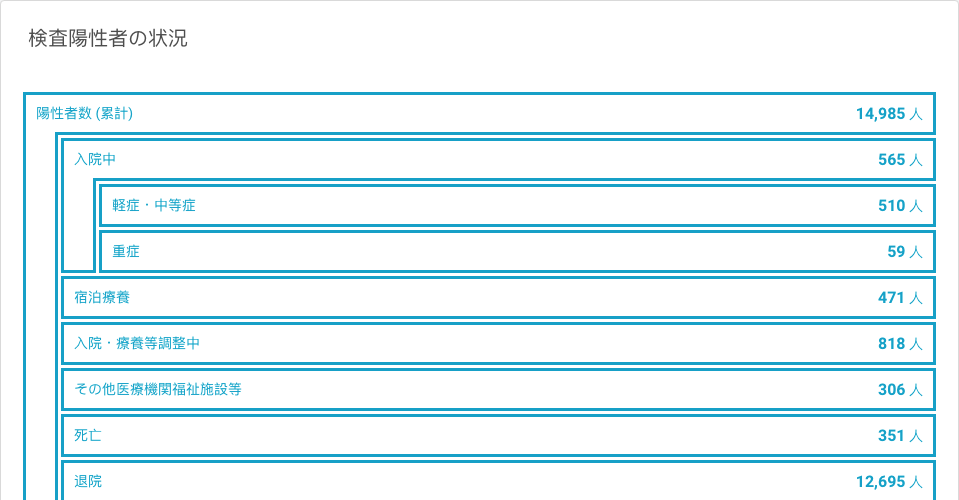 検査陽性者の状況
陽性者数 (累計) 14,985 人
入院中 565 人
軽症・中等症 510 人
重症 59 人
宿泊療養 471 人
入院・療養等調整中 818 人
その他医療機関福祉施設等 306 人
死亡 351 人
退院 12,695 人